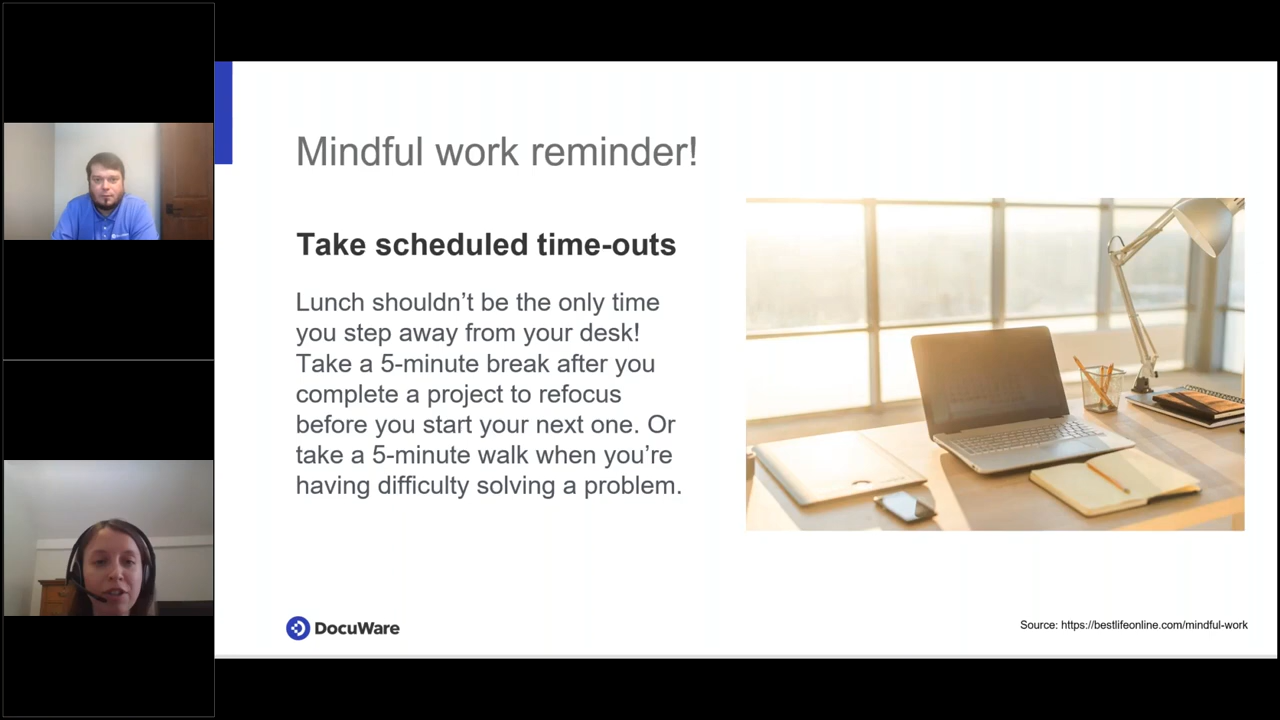 Mindful work reminder!
Take scheduled time-outs
Lunch shouldn’t be the only time
you step away from your desk!
Take a 5-minute break after you
complete a project to refocus
before you start your next one. Or
take a 5-minute walk when you’re
having difficulty solving a problem.
DocuWare
Source: https://bestlifeonline.com/mindful-work